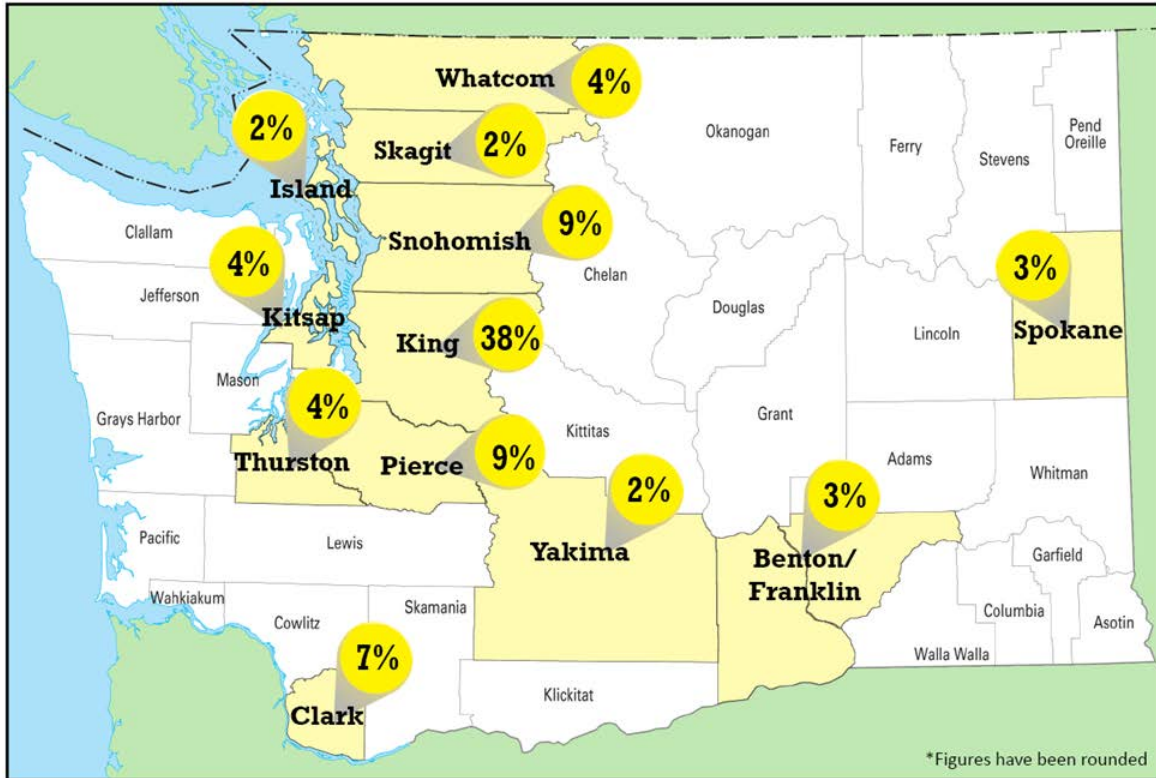 Whatcom
4%
Okanogan
Ferry
Stevens
Pend
Oreille
2%
Island
Skagit
2%
Snohomish
9%
Clallam
Chelan
4%
Kitsap
Jefferson
Douglas
3%
Spokane
Lincoln
King
38%
Mason
Grays Harbor
4%
Thurston
Pierce
9%
Kittitas
Grant
Adams
Whitman
2%
Yakima
3%
Benton/
Franklin
Pacific
Lewis
Garfield
Wahkiakum
Cowlitz
Skamania
Columbia
Asotin
Walla Walla
7%
Clark
Klickitat
*Figures have been rounded